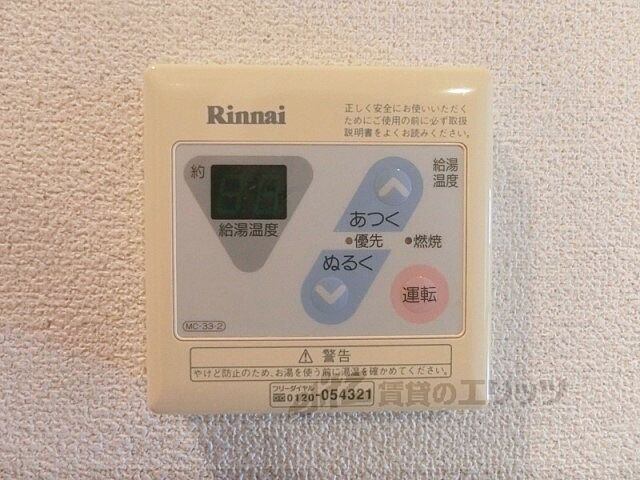 Rinnai
正しく安全にお使いいただく
ためにご使用の前に必ず取扱
説明書をよくお読みください。
約
給湯温度
給湯
温度
あつく
優先
燃焼
ぬるく
運転
MC-33-2
⚠ 警告
やけど防止のため、お湯を使う前に湯温を確かめてください。
フリーダイヤル
0120-054321
賃貸のエリッツ